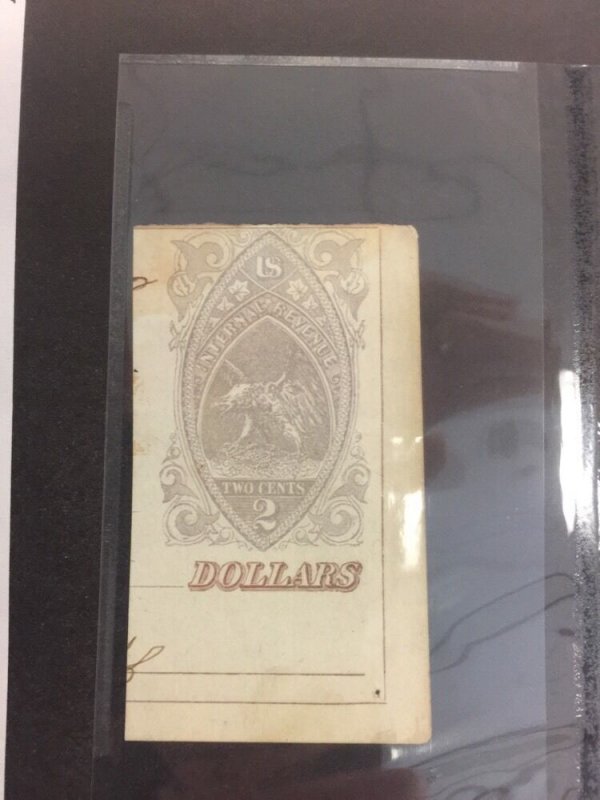 US
INTERNAL REVENUE
TWO CENTS
2
DOLLARS